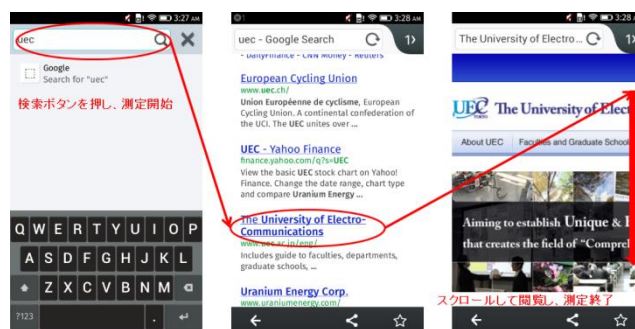 3:27 AM
uec
Google
Search for "uec"
検索ボタンを押し、測定開始
Q W E R T Y U I O P
A S D F G H J K L
Z X C V B N M
?123
.
3:28 AM
uec - Google Search
1>
- DailyFinance - CNN Money - Reuters
European Cycling Union
www.uec.ch/
Union Européenne de cyclisme, European
Cycling Union. A continental confederation of
the UCI. The UEC unites over ...
UEC - Yahoo Finance
finance.yahoo.com/q?s=UEC
View the basic UEC stock chart on Yahoo!
Finance. Change the date range, chart type
and compare Uranium Energy ...
The University of Electro-
Communications
www.uec.ac.jp/eng/
Includes guide to faculties, departments,
graduate schools, ...
Uranium Energy Corp.
www.uraniumenergy.com/
3:28
The University of Electro...
UEC The University of Elect
About UEC Faculties and Graduate School
Aiming to establish Unique &
that creates the field of "Compre
スクロールして閲覧し、測定終了